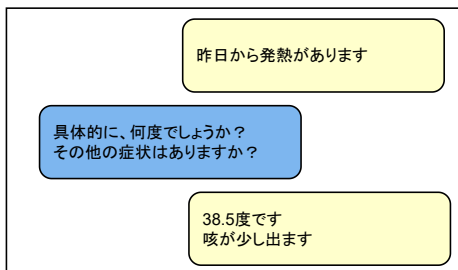 昨日から発熱があります
具体的に、何度でしょうか？
その他の症状はありますか？
38.5度です
咳が少し出ます